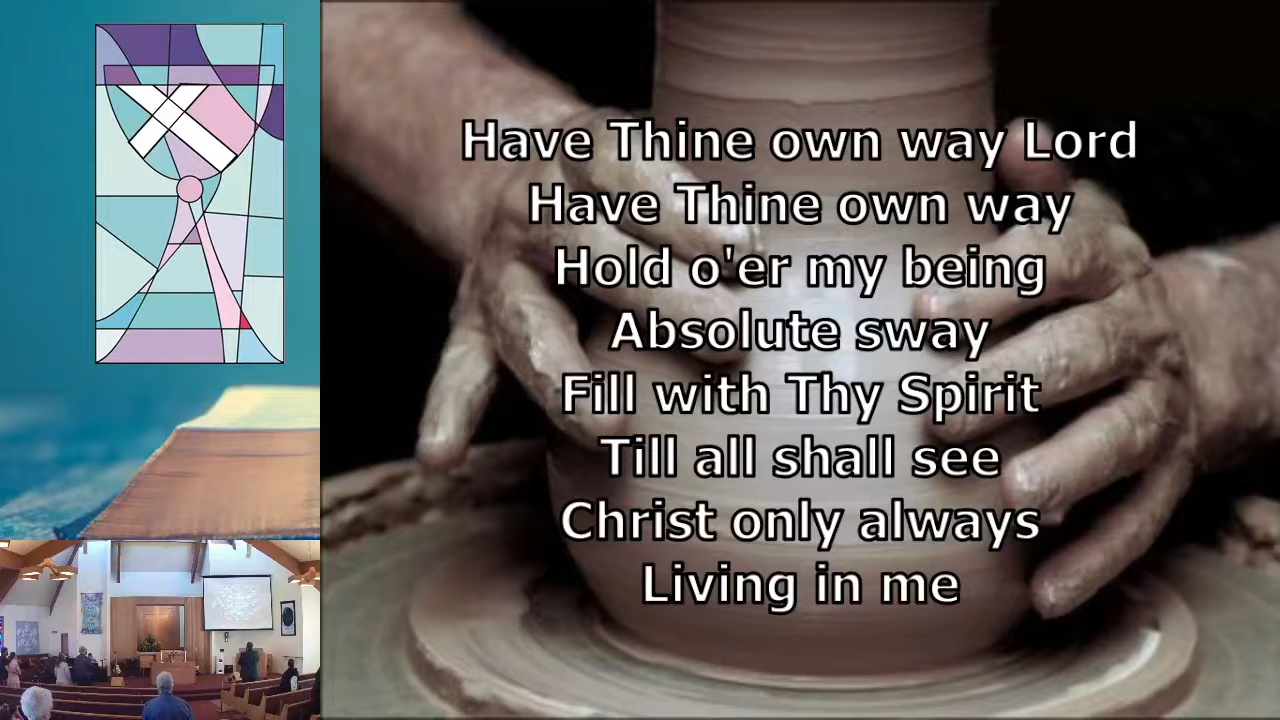 Have Thine own way Lord
Have Thine own way
Hold o'er my being
Absolute sway
Fill with Thy Spirit
Till all shall see
Christ only always
Living in me